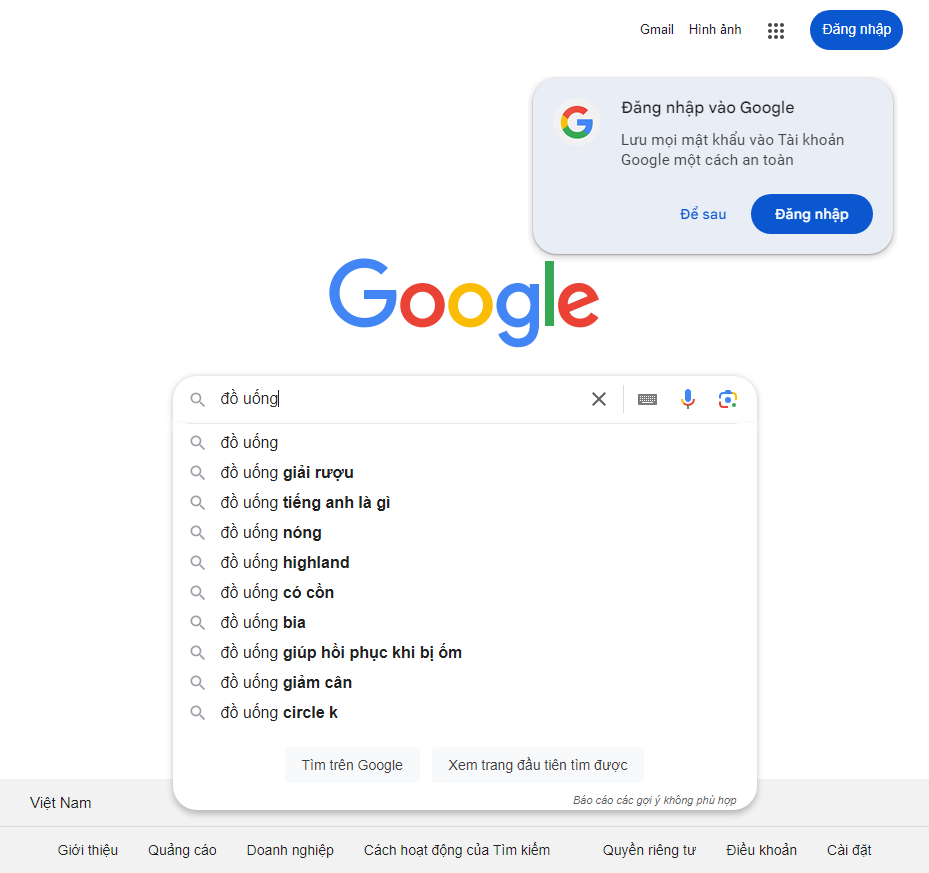 Gmail Hình ảnh Đăng nhập
Đăng nhập vào Google
Lưu mọi mật khẩu vào Tài khoản
Google một cách an toàn
Để sau Đăng nhập
Google
đồ uống
đồ uống
đồ uống giải rượu
đồ uống tiếng anh là gì
đồ uống nóng
đồ uống highland
đồ uống có cồn
đồ uống bia
đồ uống giúp hồi phục khi bị ốm
đồ uống giảm cân
đồ uống circle k
Tìm trên Google Xem trang đầu tiên tìm được
Báo cáo các gợi ý không phù hợp
Việt Nam
Giới thiệu Quảng cáo Doanh nghiệp Cách hoạt động của Tìm kiếm Quyền riêng tư Điều khoản Cài đặt